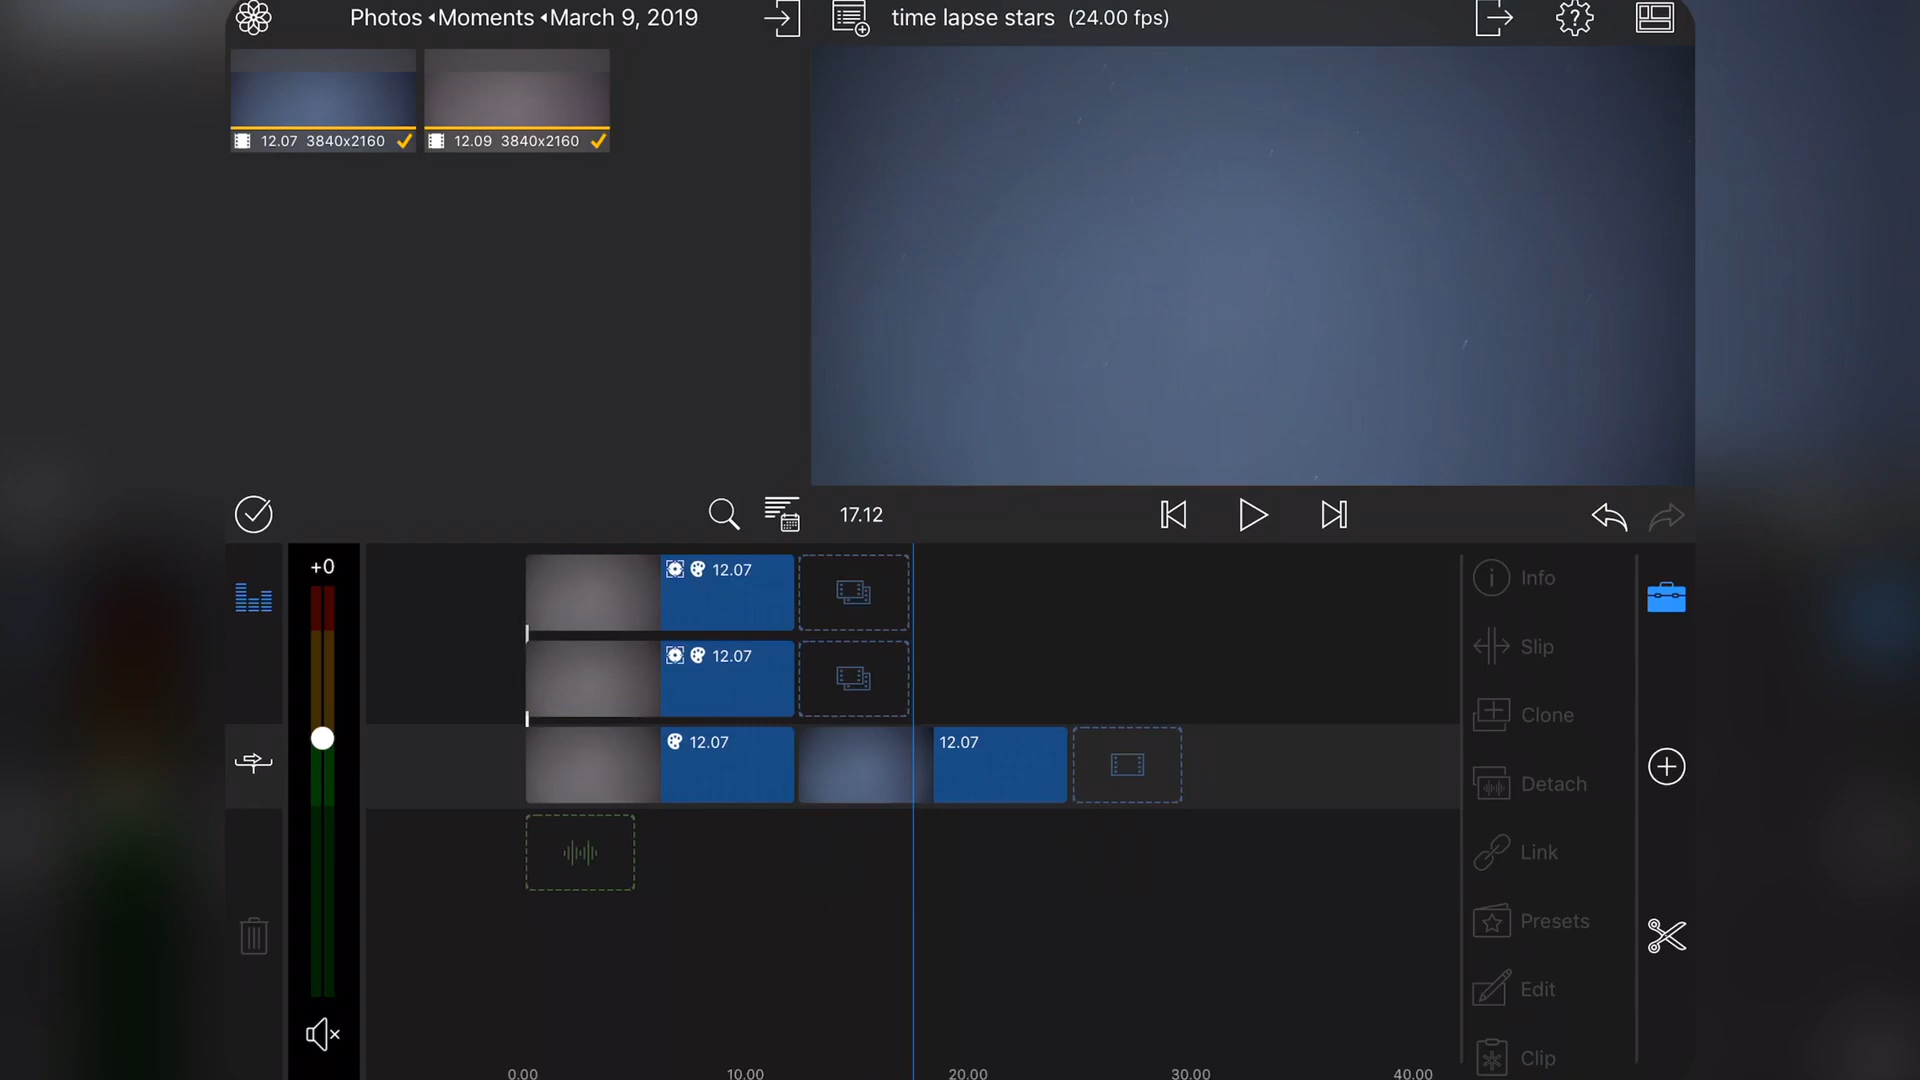 Photos ◂Moments ◂March 9, 2019
time lapse stars (24.00 fps)
12.07 3840x2160
12.09 3840x2160
17.12
+0
12.07
12.07
12.07
12.07
Info
Slip
Clone
Detach
Link
Presets
Edit
Clip
0.00 10.00 20.00 30.00 40.00